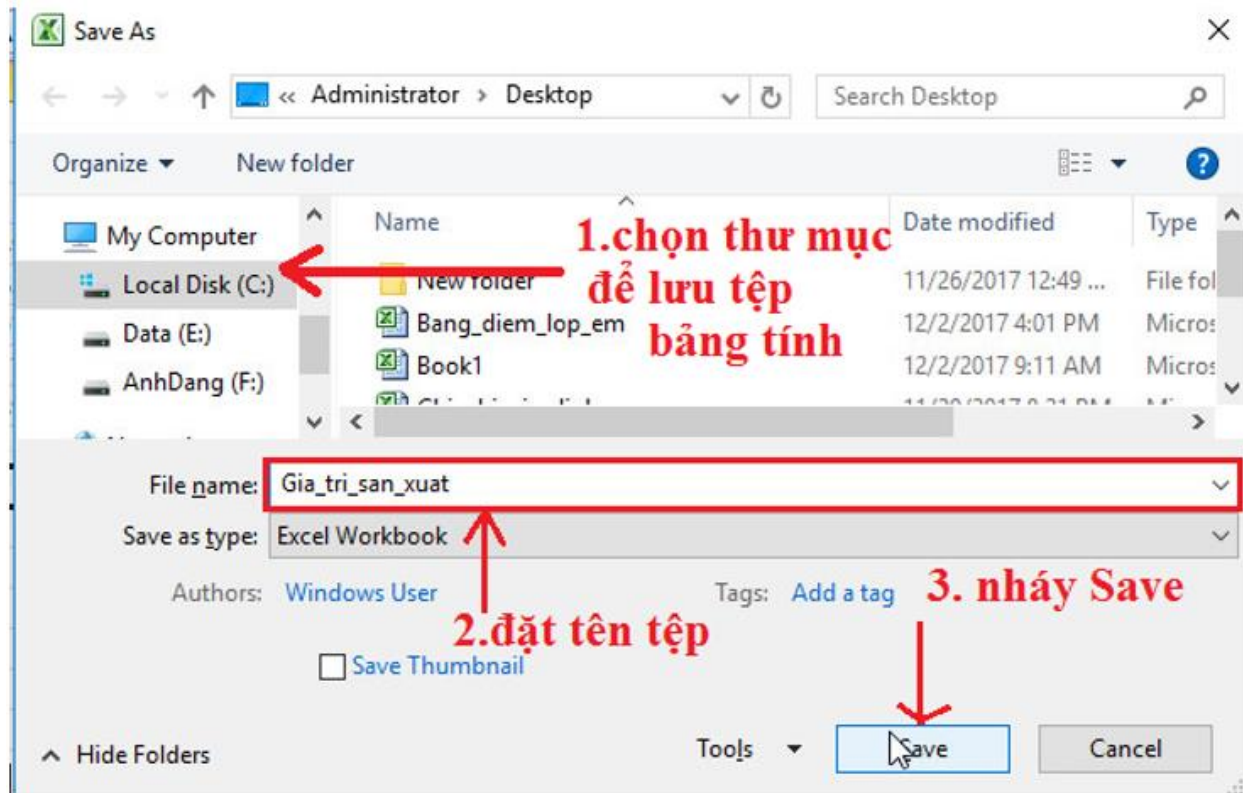 Save As
« Administrator › Desktop
Search Desktop
Organize
New folder
My Computer
Local Disk (C:)
Data (E:)
AnhDang (F:)
Name
Date modified
Type
New folder
11/26/2017 12:49 ...
File fol
Bang_diem_lop_em
12/2/2017 4:01 PM
Micros
Book1
12/2/2017 9:11 AM
Micros
1.chọn thư mục
để lưu tệp
bảng tính
File name: Gia_tri_san_xuat
Save as type: Excel Workbook
Authors: Windows User
Tags: Add a tag
2.đặt tên tệp
3. nháy Save
Save Thumbnail
Hide Folders
Tools
Save
Cancel